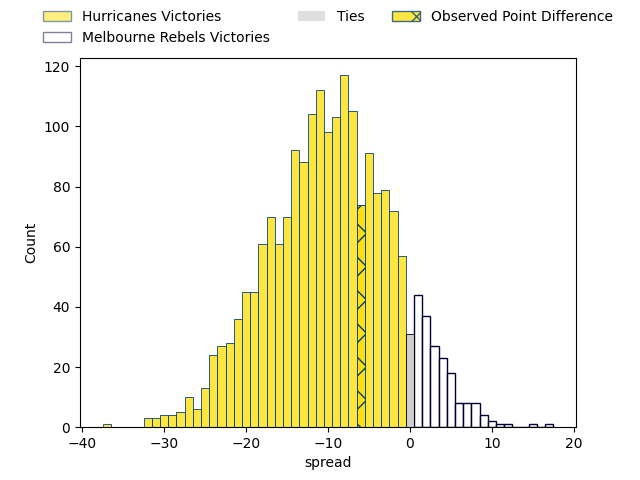 Hurricanes Victories
Ties
Observed Point Difference
Melbourne Rebels Victories
120
100
80
60
40
20
0
Count
−40
−30
−20
−10
0
10
20
spread